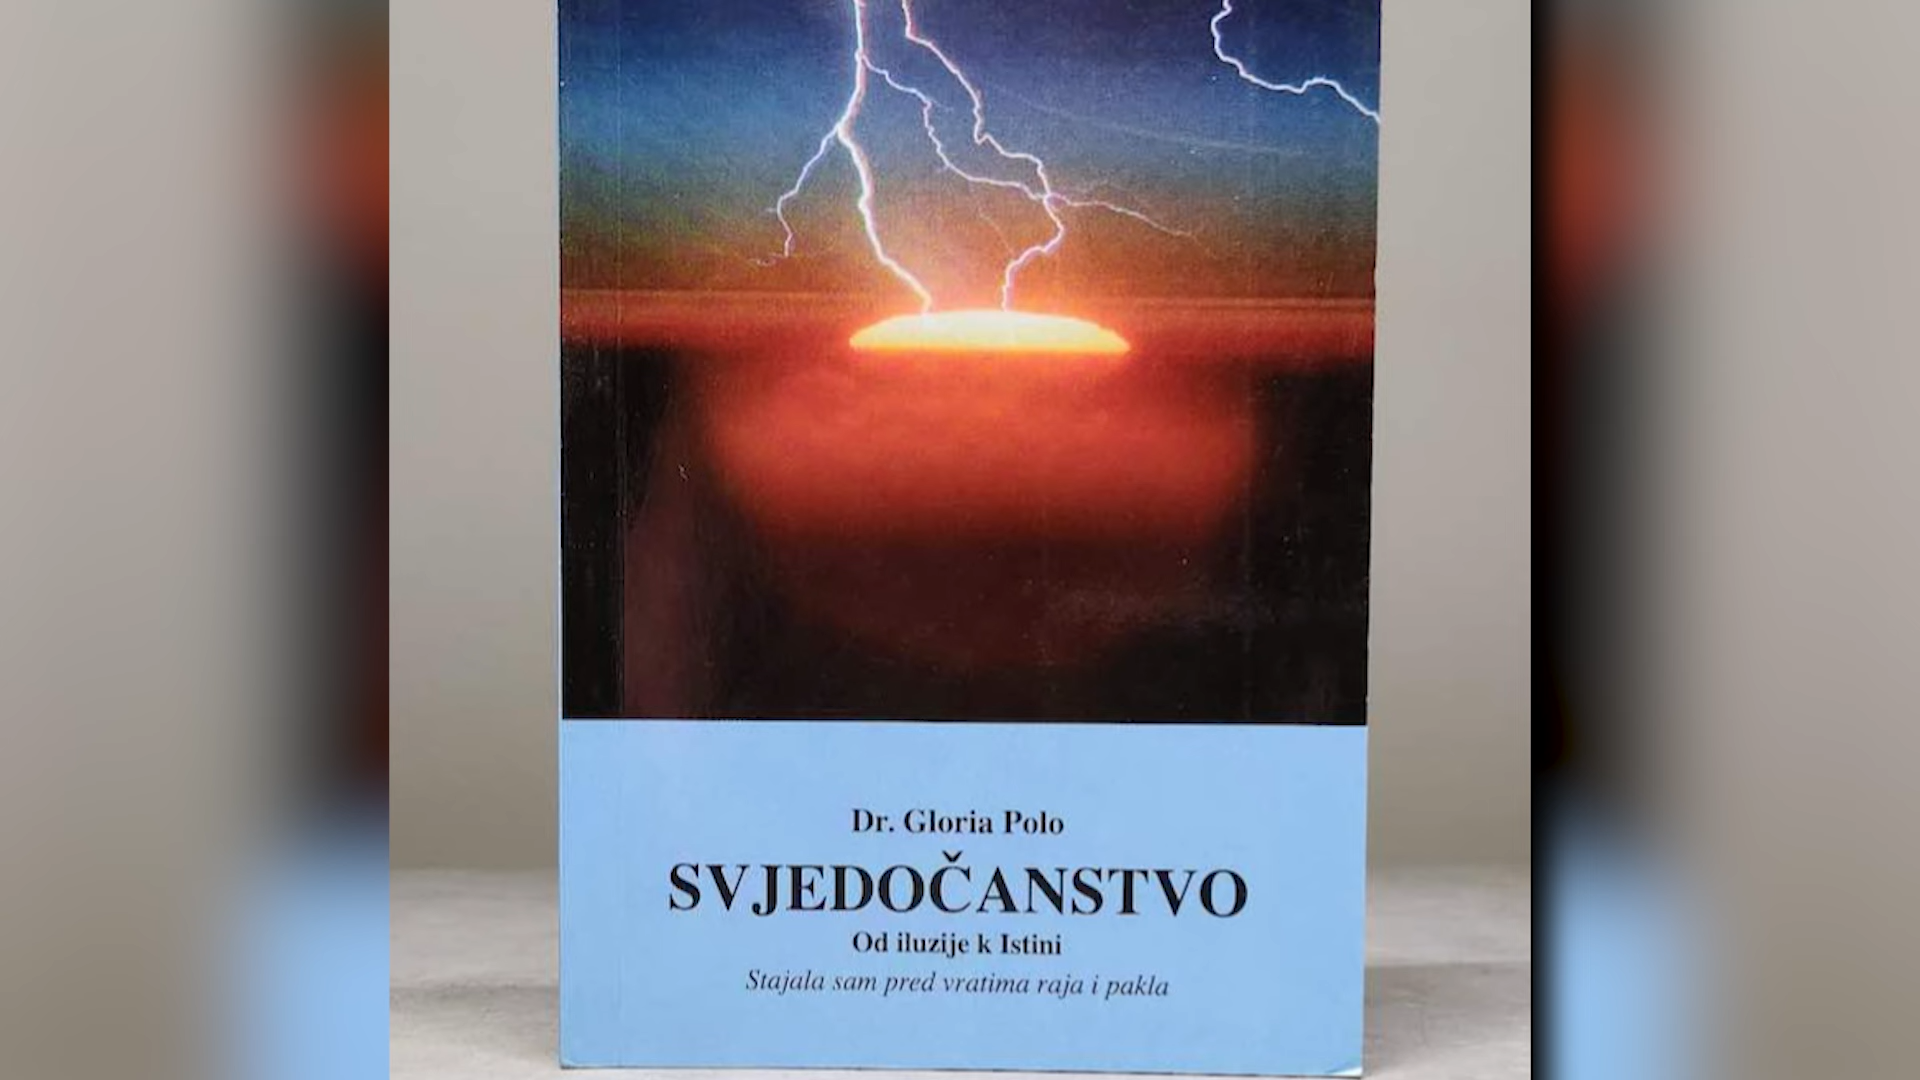 Dr. Gloria Polo
SVJEDOČANSTVO
Od iluzije k Istini
Stajala sam pred vratima raja i pakla